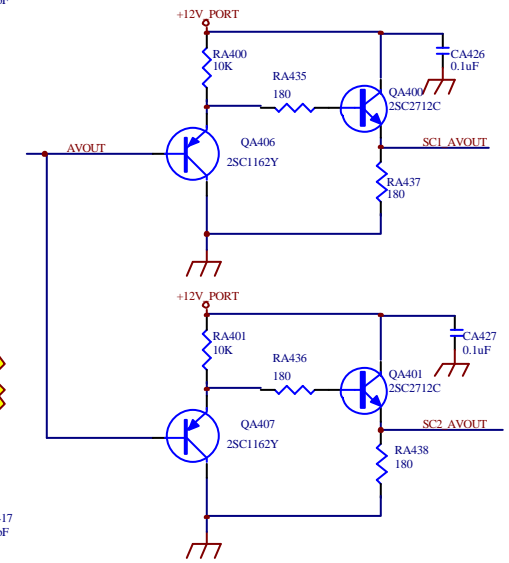 +12V_PORT
RA400
10K
CA426
0.1uF
RA435
180
QA400
2SC2712C
AVOUT
QA406
2SC1162Y
SC1_AVOUT
RA437
180
+12V_PORT
RA401
10K
CA427
0.1uF
RA436
180
QA401
2SC2712C
QA407
2SC1162Y
SC2_AVOUT
RA438
180